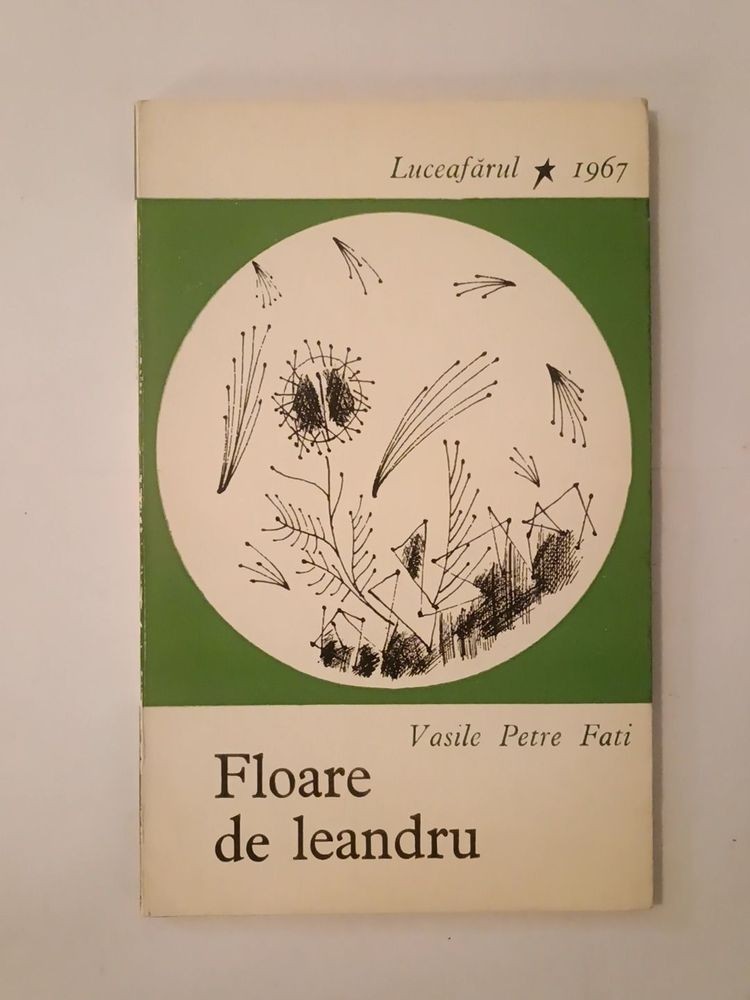 Luceafărul ★ 1967
Vasile Petre Fati
Floare
de leandru